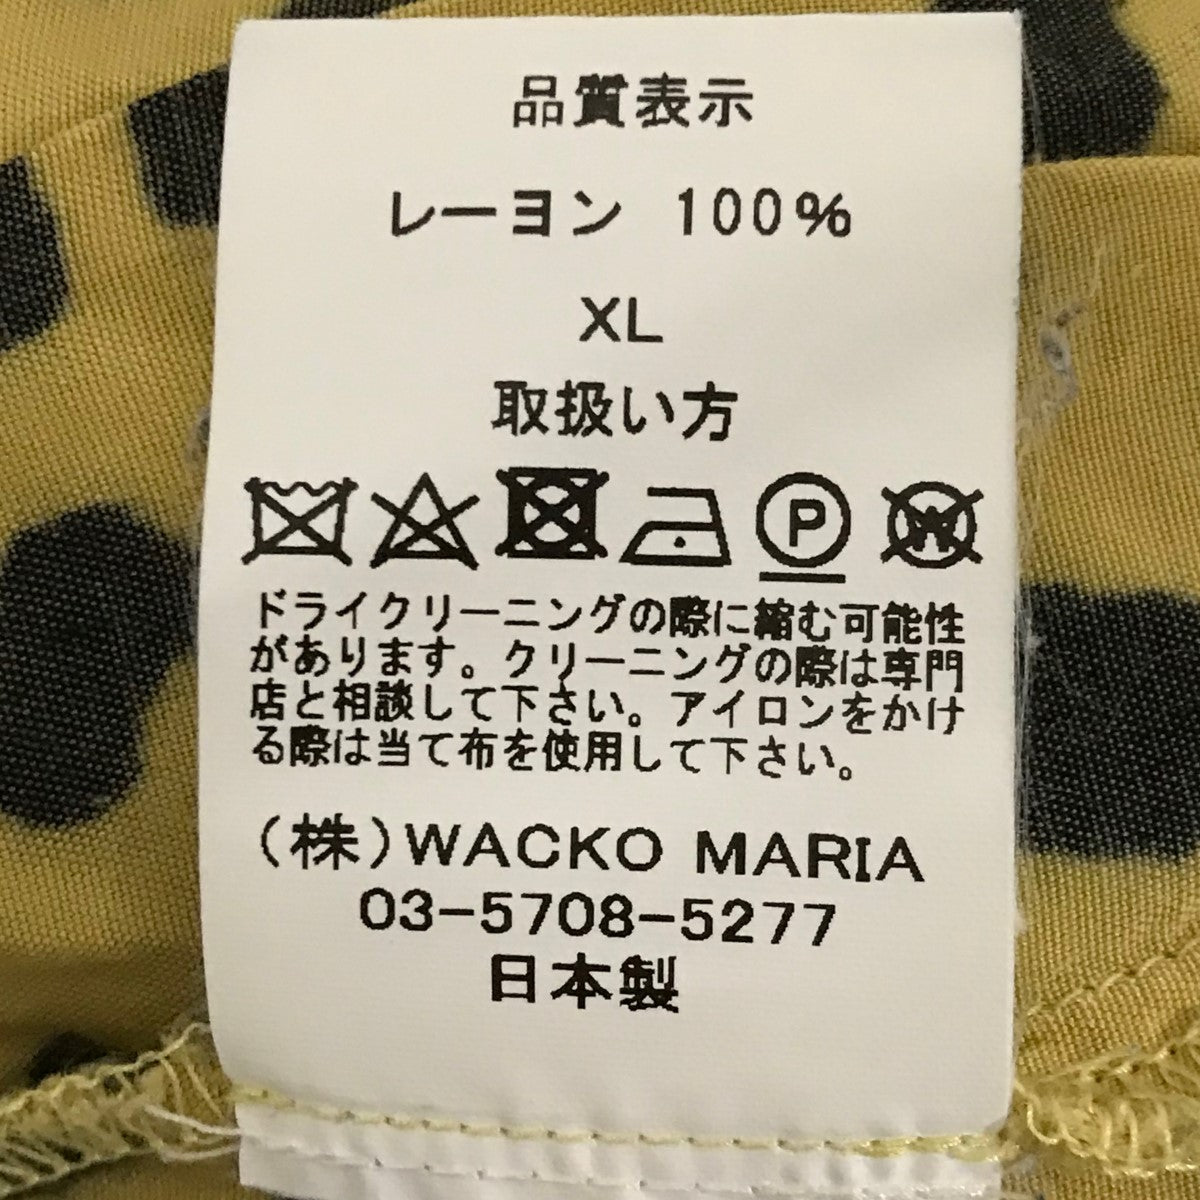 品質表示
レーヨン 100%
XL
取扱い方
P W
ドライクリーニングの際に縮む可能性
があります。クリーニングの際は専門
店と相談して下さい。アイロンをかけ
る際は当て布を使用して下さい。
(株)WACKO MARIA
03-5708-5277
日本製